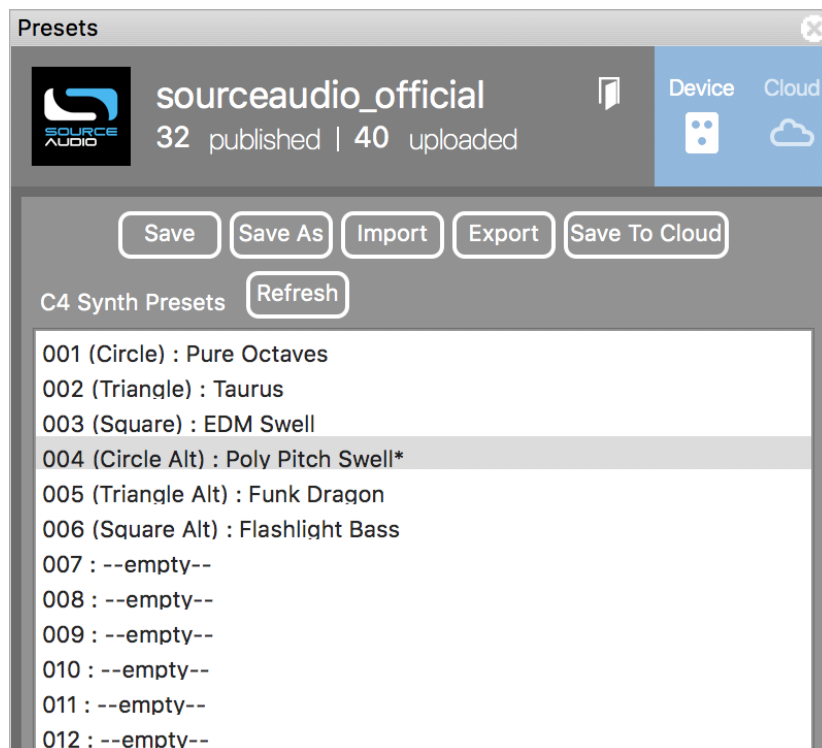 Presets
SOURCE
AUDIO
sourceaudio_official
32 published | 40 uploaded
Device
Cloud
Save
Save As
Import
Export
Save To Cloud
C4 Synth Presets
Refresh
001 (Circle) : Pure Octaves
002 (Triangle) : Taurus
003 (Square) : EDM Swell
004 (Circle Alt) : Poly Pitch Swell*
005 (Triangle Alt) : Funk Dragon
006 (Square Alt) : Flashlight Bass
007 : --empty--
008 : --empty--
009 : --empty--
010 : --empty--
011 : --empty--
012 : --empty--